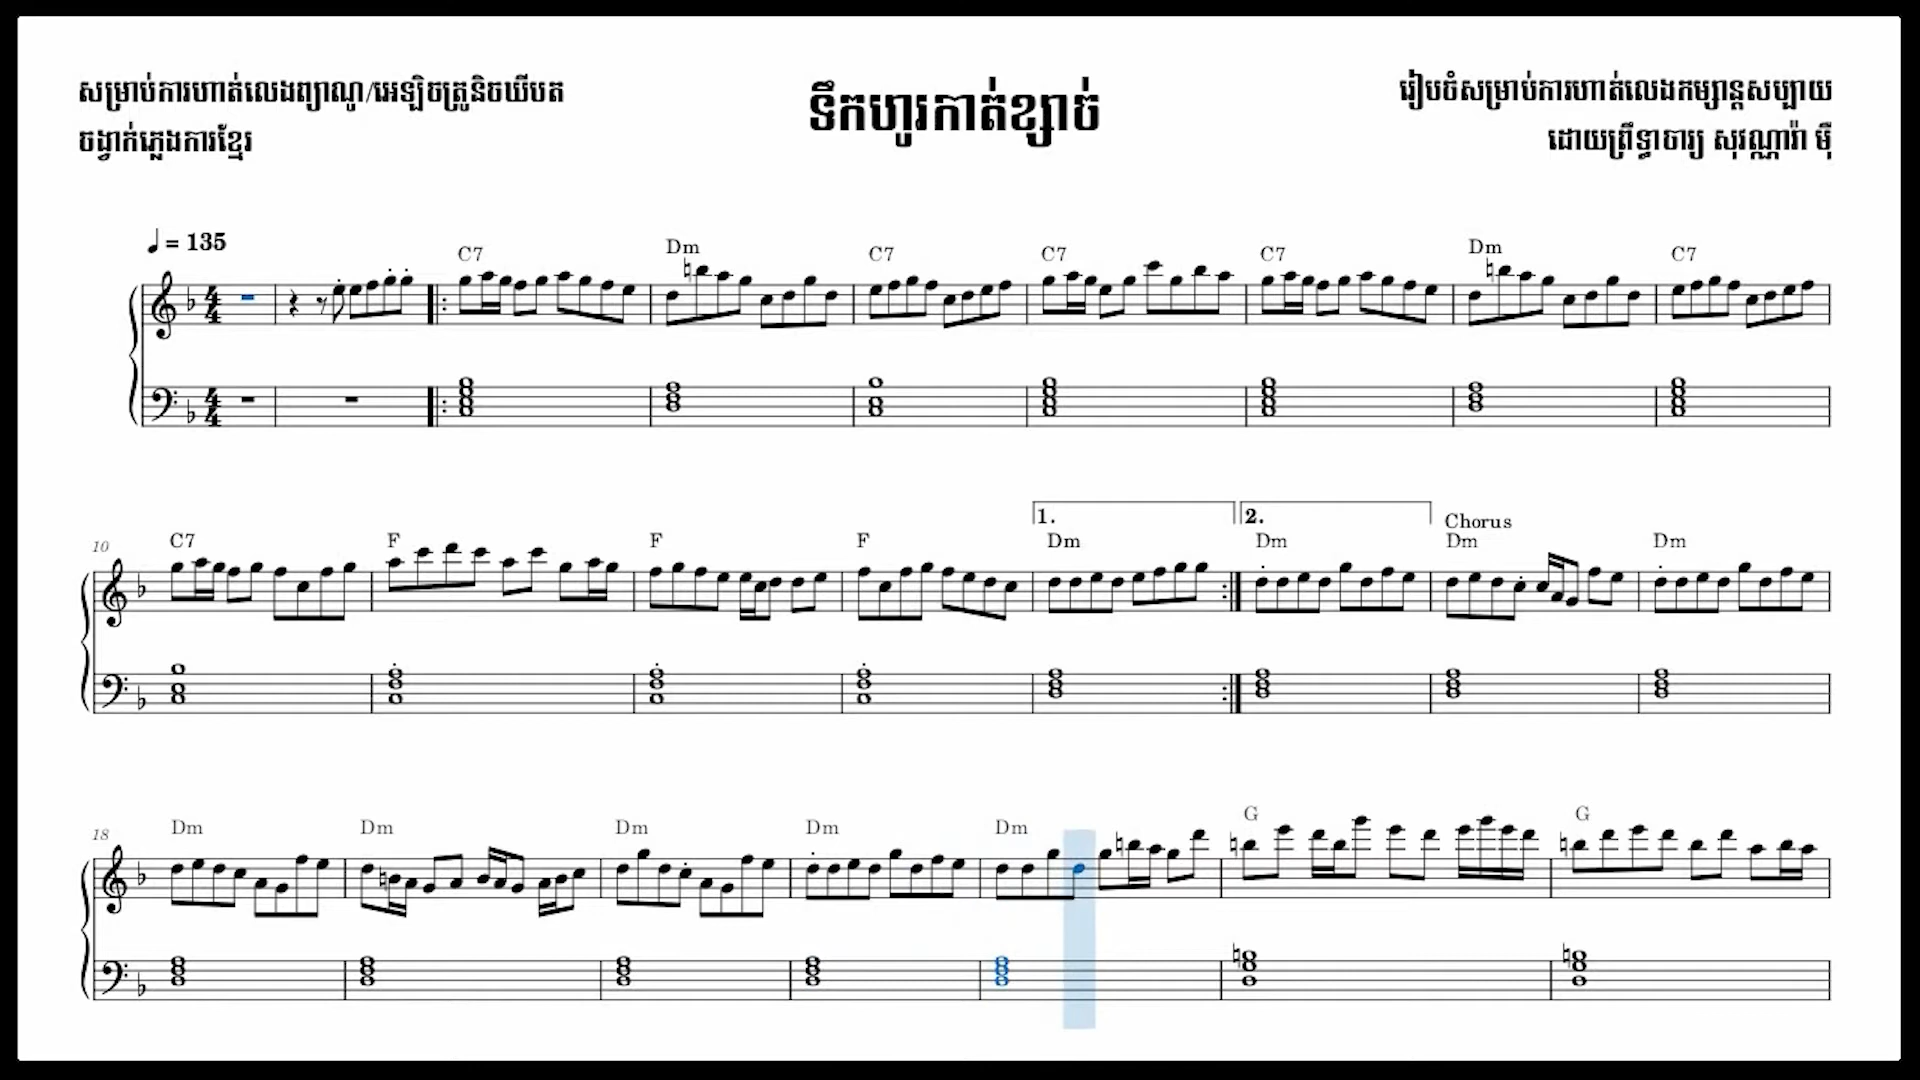 សម្រាប់ការហាត់លេងព្យាណូ/អេឡិចត្រូនិចឃីបត
ចង្វាក់ភ្លេងការខ្មែរ
ទឹកហូរកាត់ខ្សាច់
រៀបចំសម្រាប់ការហាត់លេងកម្សាន្តសប្បាយ
ដោយព្រឹទ្ធាចារ្យ សុវណ្ណារ៉ា ម៉ី
= 135
C7 Dm C7 C7 C7 Dm C7
4 4
4 4
1. 2. Chorus
10 C7 F F F Dm Dm Dm Dm
18 Dm Dm Dm Dm Dm G G